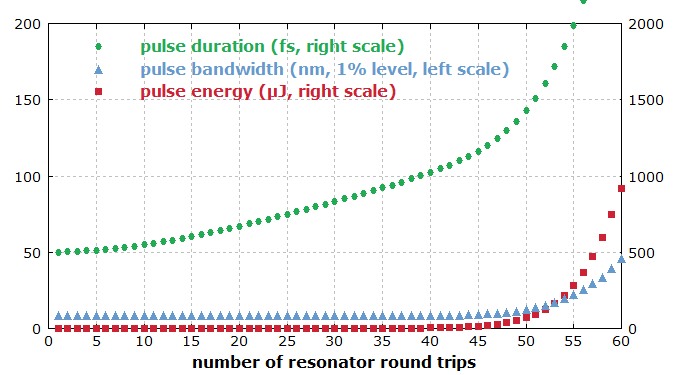 200
2000
pulse duration (fs, right scale)
pulse bandwidth (nm, 1% level, left scale)
pulse energy (µJ, right scale)
150
1500
100
1000
50
500
0
0
0 5 10 15 20 25 30 35 40 45 50 55 60
number of resonator round trips